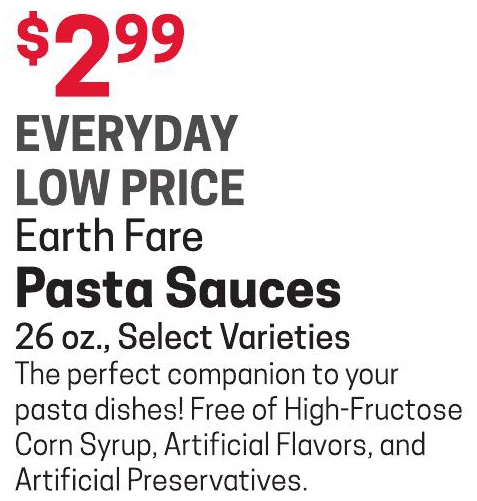 $2.99
EVERYDAY
LOW PRICE
Earth Fare
Pasta Sauces
26 oz., Select Varieties
The perfect companion to your
pasta dishes! Free of High-Fructose
Corn Syrup, Artificial Flavors, and
Artificial Preservatives.